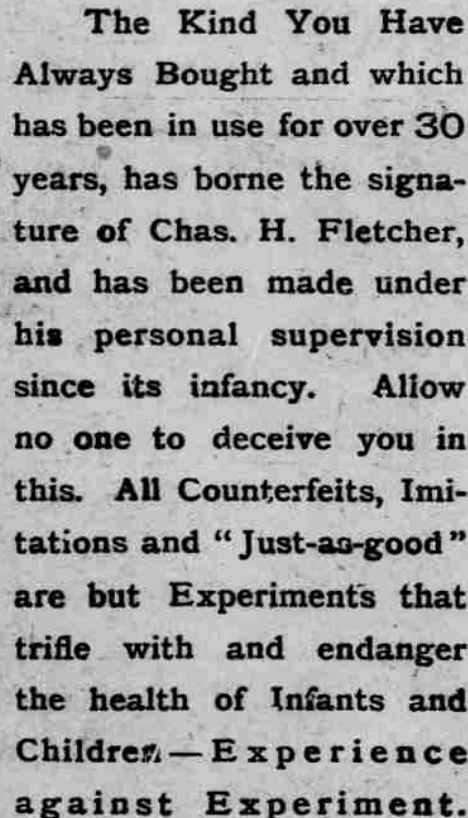 The Kind You Have
Always Bought and which
has been in use for over 30
years, has borne the signa-
ture of Chas. H. Fletcher,
and has been made under
his personal supervision
since its infancy. Allow
no one to deceive you in
this. All Counterfeits, Imi-
tations and “Just-as-good”
are but Experiments that
trifle with and endanger
the health of Infants and
Children—Experience
against Experiment.